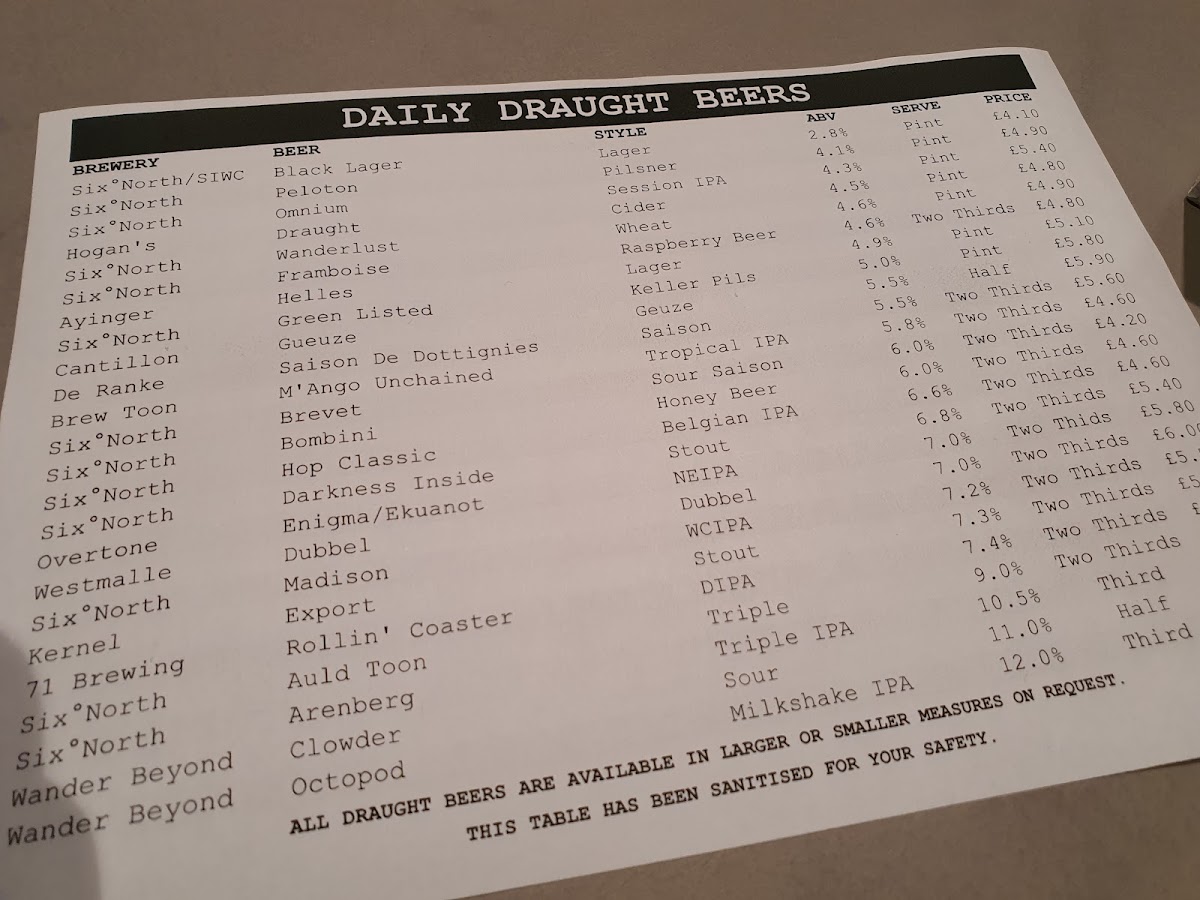 DAILY DRAUGHT BEERS
BREWERY BEER STYLE ABV SERVE PRICE
Six°North/SIWC Black Lager Lager 2.8% Pint £4.10
Six°North Peloton Pilsner 4.1% Pint £4.90
Six°North Omnium Session IPA 4.3% Pint £5.40
Hogan's Draught Cider 4.5% Pint £4.80
Six°North Wanderlust Wheat 4.6% Pint £4.90
Six°North Framboise Raspberry Beer 4.6% Two Thirds £4.80
Ayinger Helles Lager 4.9% Pint £5.10
Six°North Green Listed Keller Pils 5.0% Pint £5.80
Cantillon Gueuze Geuze 5.5% Half £5.90
De Ranke Saison De Dottignies Saison 5.5% Two Thirds £5.60
Brew Toon M'Ango Unchained Tropical IPA 5.8% Two Thirds £4.60
Six°North Brevet Sour Saison 6.0% Two Thirds £4.20
Six°North Bombini Honey Beer 6.0% Two Thirds £4.60
Six°North Hop Classic Belgian IPA 6.6% Two Thirds £4.60
Six°North Darkness Inside Stout 6.8% Two Thirds £5.40
Overtone Enigma/Ekuanot NEIPA 7.0% Two Thids £5.80
Westmalle Dubbel Dubbel 7.0% Two Thirds £6.00
Six°North Madison WCIPA 7.2% Two Thirds
Kernel Export Stout 7.3% Two Thirds
71 Brewing Rollin' Coaster DIPA 7.4% Two Thirds
Six°North Auld Toon Triple 9.0% Two Thirds
Six°North Arenberg Triple IPA 10.5% Third
Wander Beyond Clowder Sour 11.0% Half
Wander Beyond Octopod Milkshake IPA 12.0% Third
ALL DRAUGHT BEERS ARE AVAILABLE IN LARGER OR SMALLER MEASURES ON REQUEST.
THIS TABLE HAS BEEN SANITISED FOR YOUR SAFETY.